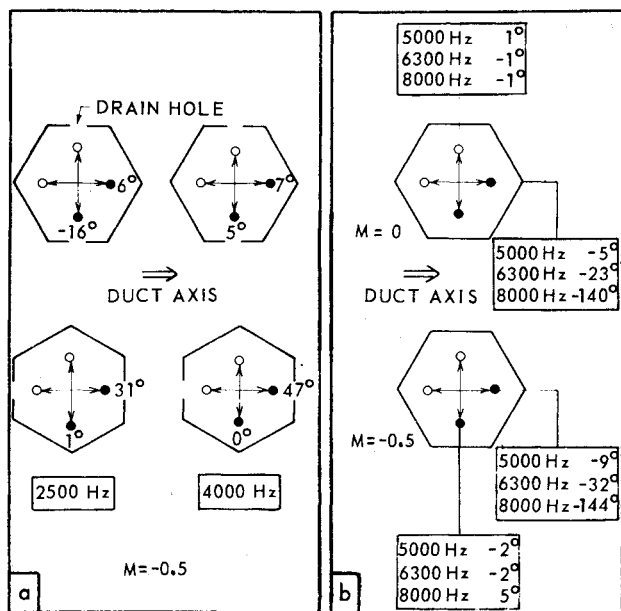 DRAIN HOLE
6°
-16°
7°
5°
DUCT AXIS
31°
1°
47°
0°
2500 Hz
4000 Hz
M=-0.5
a
5000 Hz 1°
6300 Hz -1°
8000 Hz -1°
M = 0
5000 Hz -5°
6300 Hz -23°
8000 Hz -140°
DUCT AXIS
M=-0.5
5000 Hz -9°
6300 Hz -32°
8000 Hz -144°
5000 Hz -2°
6300 Hz -2°
8000 Hz 5°
b